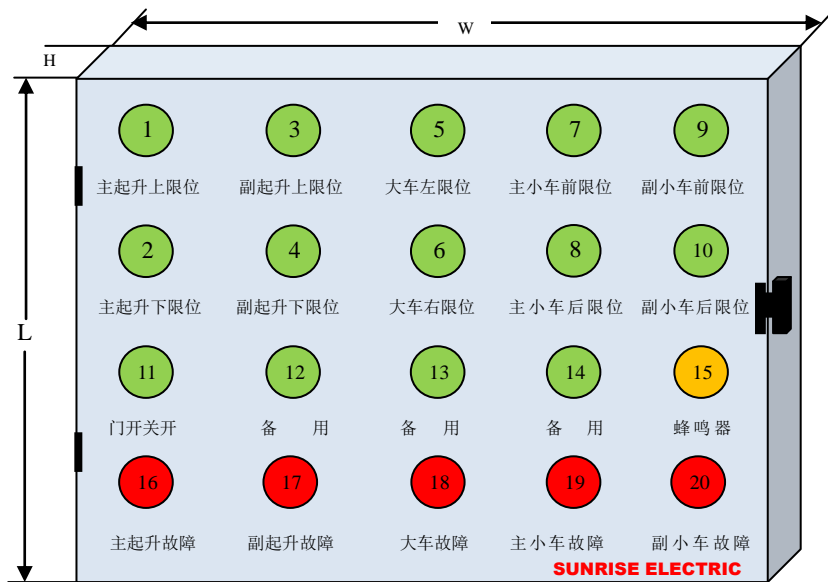 W
H
1 3 5 7 9
主起升上限位 副起升上限位 大车左限位 主小车前限位 副小车前限位
2 4 6 8 10
主起升下限位 副起升下限位 大车右限位 主小车后限位 副小车后限位
L
11 12 13 14 15
门开关开 备 用 备 用 备 用 蜂鸣器
16 17 18 19 20
主起升故障 副起升故障 大车故障 主小车故障 副小车故障
SUNRISE ELECTRIC